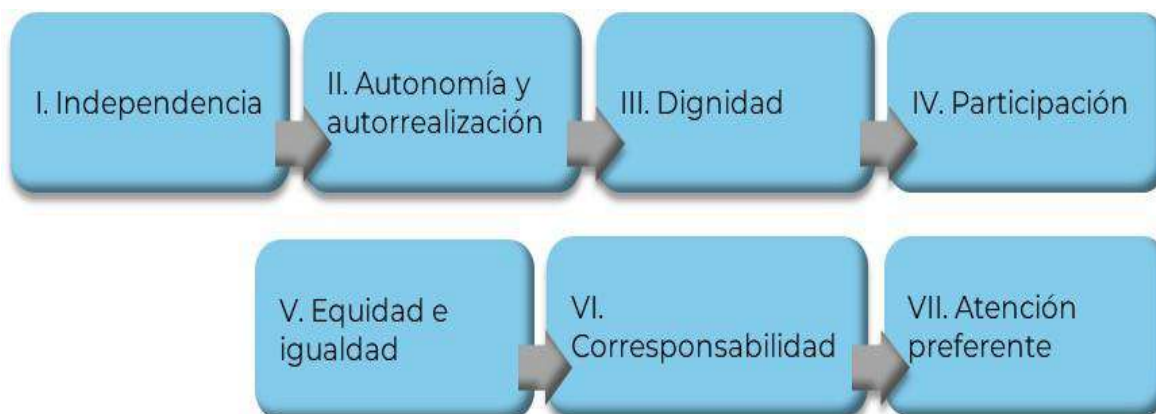 I. Independencia
II. Autonomía y
autorrealización
III. Dignidad
IV. Participación
V. Equidad e
igualdad
VI.
Corresponsabilidad
VII. Atención
preferente